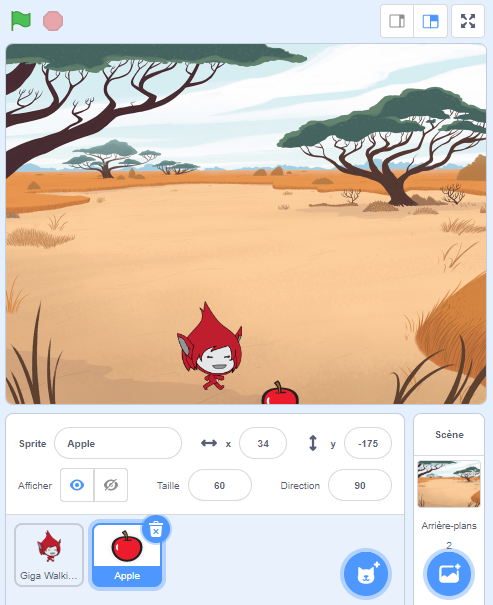 Sprite Apple x 34 y -175
Afficher Taille 60 Direction 90
Giga Walki... Apple
Scène
Arrière-plans
2